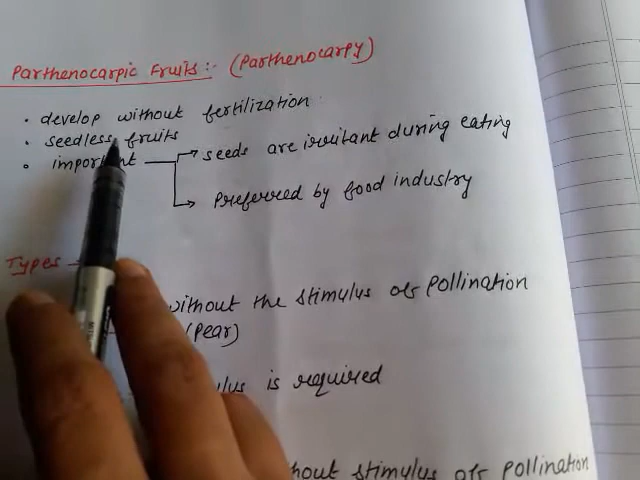 Parthenocarpic Fruits:- (Parthenocarpy)
• develop without fertilization
• seedless fruits
• important → seeds are irritant during eating
→ Preferred by food industry
Types
without the stimulus of pollination
(Pear)
is required
stimulus of pollination